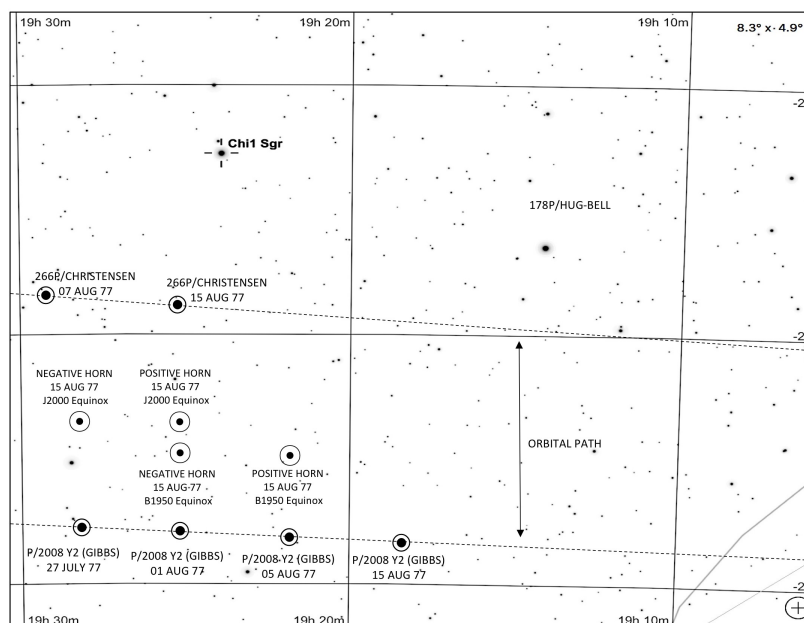 19h 30m
19h 20m
19h 10m
8.3° x 4.9°
-2
Chi1 Sgr
178P/HUG-BELL
266P/CHRISTENSEN
07 AUG 77
266P/CHRISTENSEN
15 AUG 77
-2
NEGATIVE HORN
15 AUG 77
J2000 Equinox
POSITIVE HORN
15 AUG 77
J2000 Equinox
ORBITAL PATH
NEGATIVE HORN
15 AUG 77
B1950 Equinox
POSITIVE HORN
15 AUG 77
B1950 Equinox
P/2008 Y2 (GIBBS)
27 JULY 77
P/2008 Y2 (GIBBS)
01 AUG 77
P/2008 Y2 (GIBBS)
05 AUG 77
P/2008 Y2 (GIBBS)
15 AUG 77
-2
19h 30m
19h 20m
19h 10m